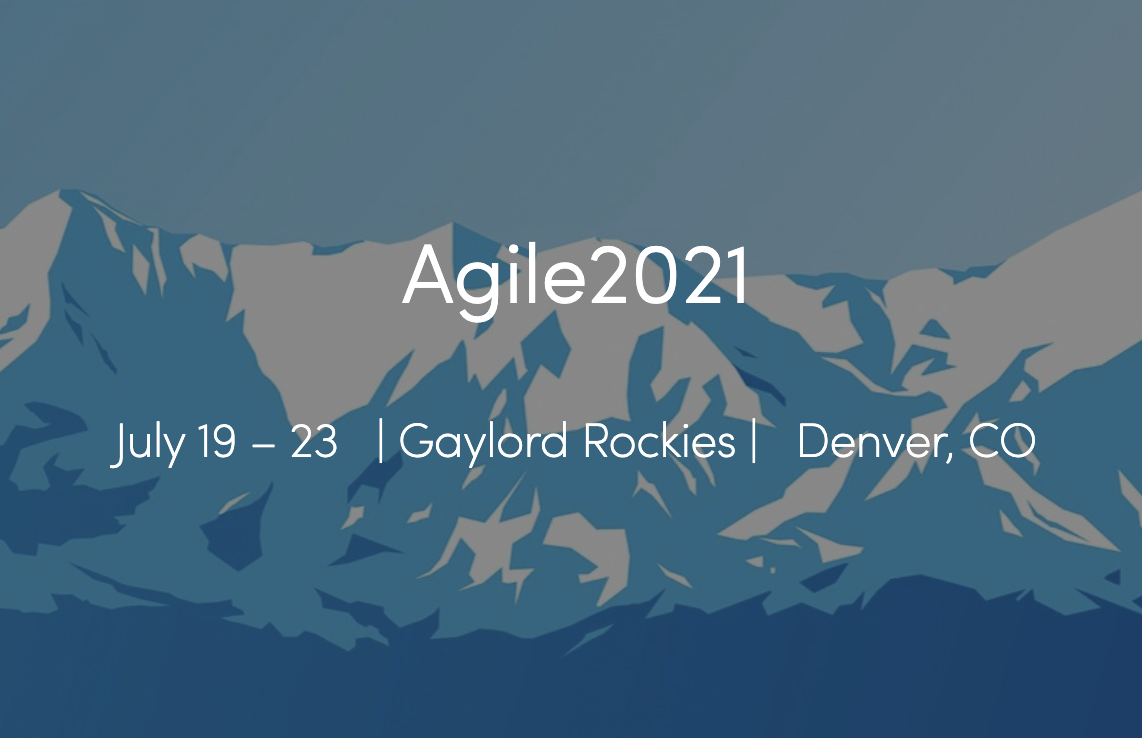 Agile2021
July 19 – 23 | Gaylord Rockies | Denver, CO